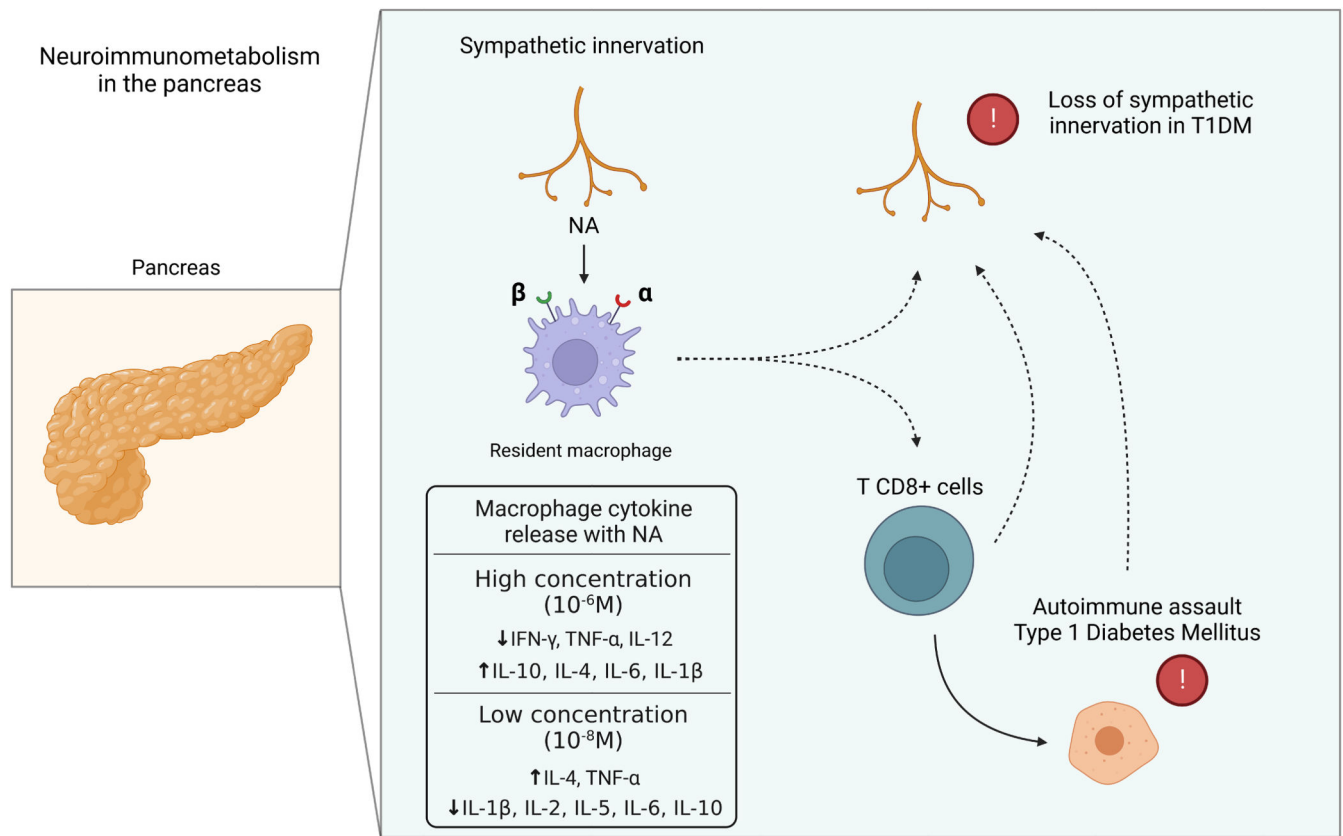 Neuroimmunometabolism
in the pancreas
Pancreas
Sympathetic innervation
NA
β
α
Resident macrophage
Macrophage cytokine
release with NA
High concentration
(10⁻⁶M)
↓IFN-γ, TNF-α, IL-12
↑IL-10, IL-4, IL-6, IL-1β
Low concentration
(10⁻⁸M)
↑IL-4, TNF-α
↓IL-1β, IL-2, IL-5, IL-6, IL-10
!
Loss of sympathetic
innervation in T1DM
T CD8+ cells
Autoimmune assault
Type 1 Diabetes Mellitus
!